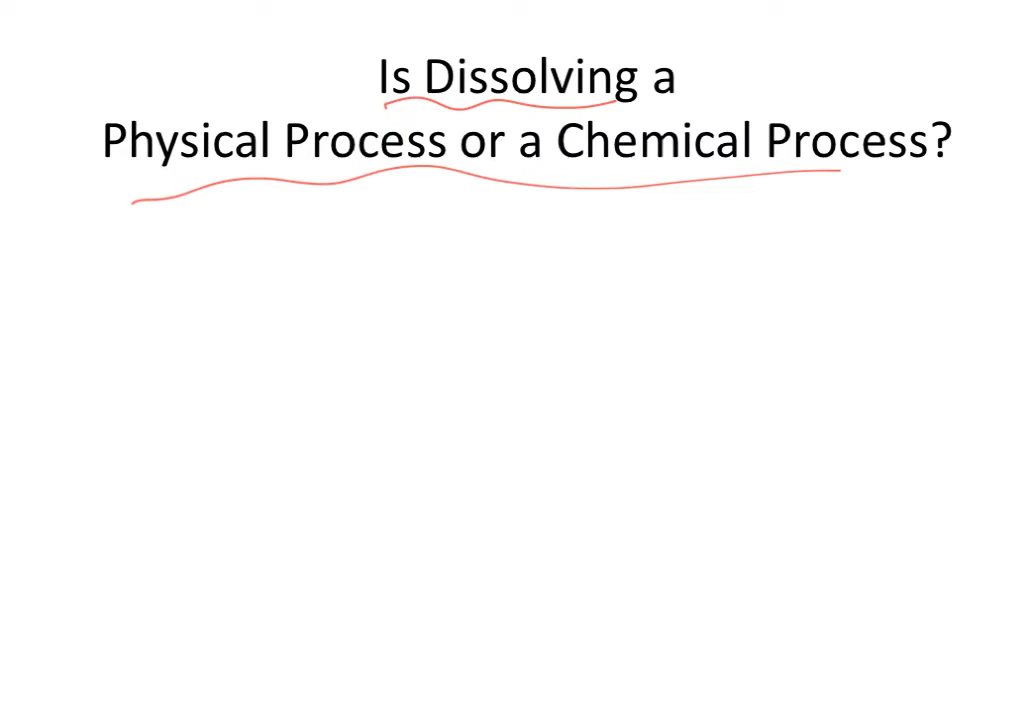 Is Dissolving a
Physical Process or a Chemical Process?